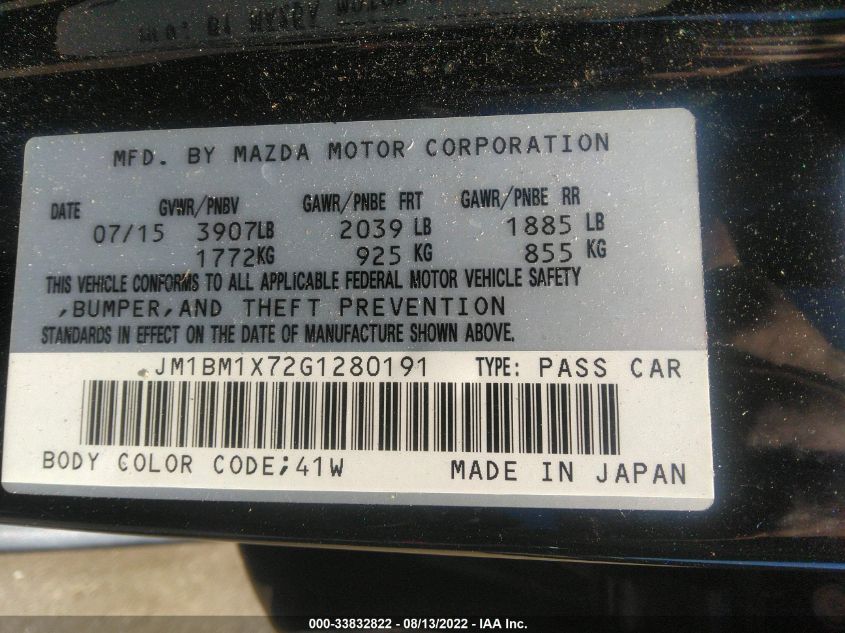 MFD. BY MAZDA MOTOR CORPORATION
DATE GVWR/PNBV GAWR/PNBE FRT GAWR/PNBE RR
07/15 3907LB 2039 LB 1885 LB
1772KG 925 KG 855 KG
THIS VEHICLE CONFORMS TO ALL APPLICABLE FEDERAL MOTOR VEHICLE SAFETY
,BUMPER,AND THEFT PREVENTION
STANDARDS IN EFFECT ON THE DATE OF MANUFACTURE SHOWN ABOVE.
JM1BM1X72G1280191 TYPE: PASS CAR
BODY COLOR CODE;41W MADE IN JAPAN
000-33832822 - 08/13/2022 - IAA Inc.